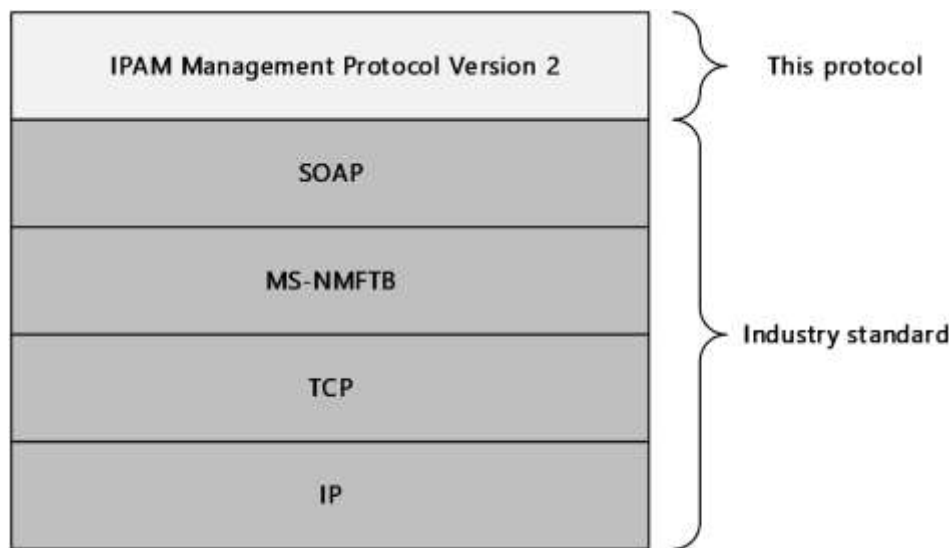 IPAM Management Protocol Version 2
This protocol
SOAP
MS-NMFTB
Industry standard
TCP
IP